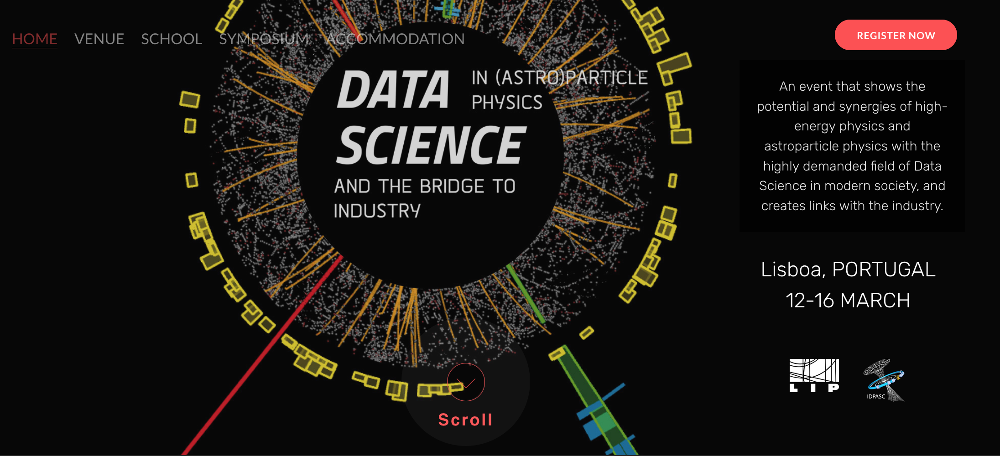 HOME VENUE SCHOOL SYMPOSIUM ACCOMMODATION
REGISTER NOW
DATA
IN (ASTRO)PARTICLE
PHYSICS
SCIENCE
AND THE BRIDGE TO
INDUSTRY
An event that shows the
potential and synergies of high-
energy physics and
astroparticle physics with the
highly demanded field of Data
Science in modern society, and
creates links with the industry.
Lisboa, PORTUGAL
12-16 MARCH
LIP
IDPASC
Scroll